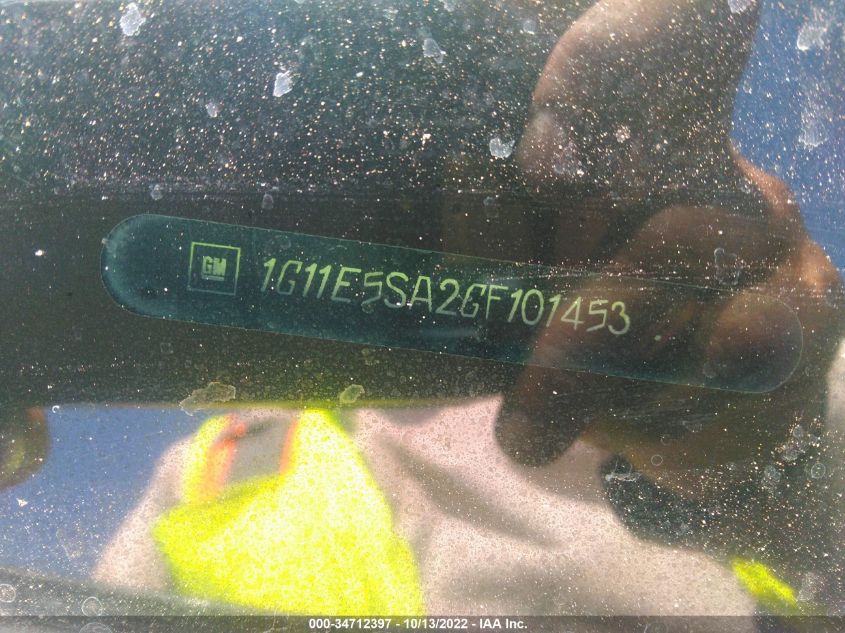 GM 1G11E5SA2GF101453
000-34712397 - 10/13/2022 - IAA Inc.